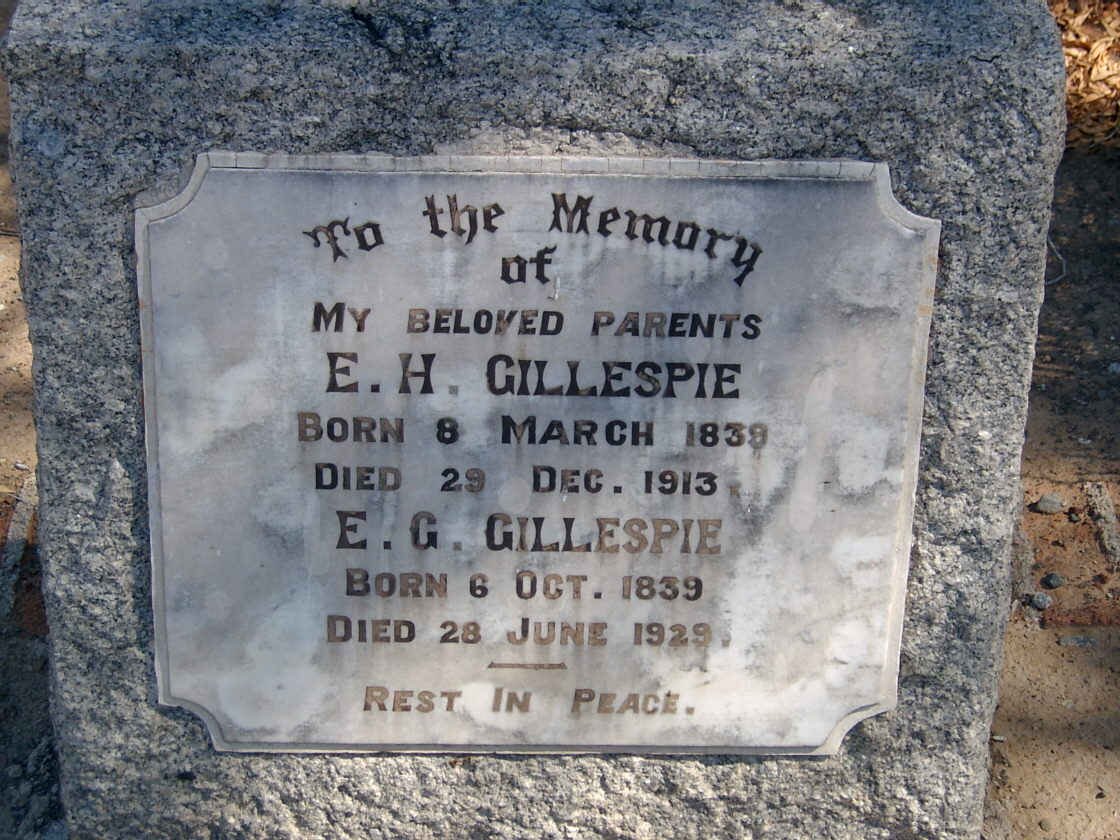 To the Memory
of
MY BELOVED PARENTS
E. H. GILLESPIE
BORN 8 MARCH 1839
DIED 29 DEC. 1913.
E. G. GILLESPIE
BORN 6 OCT. 1839
DIED 28 JUNE 1929.
REST IN PEACE.